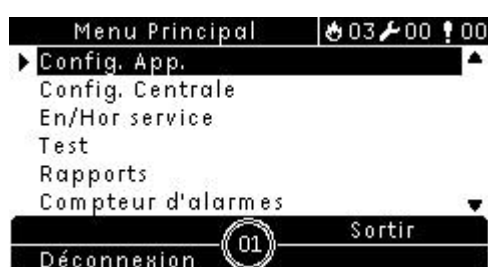 Menu Principal 03 00 00
Config. App.
Config. Centrale
En/Hor service
Test
Rapports
Compteur d'alarmes
Sortir
01
Déconnexion